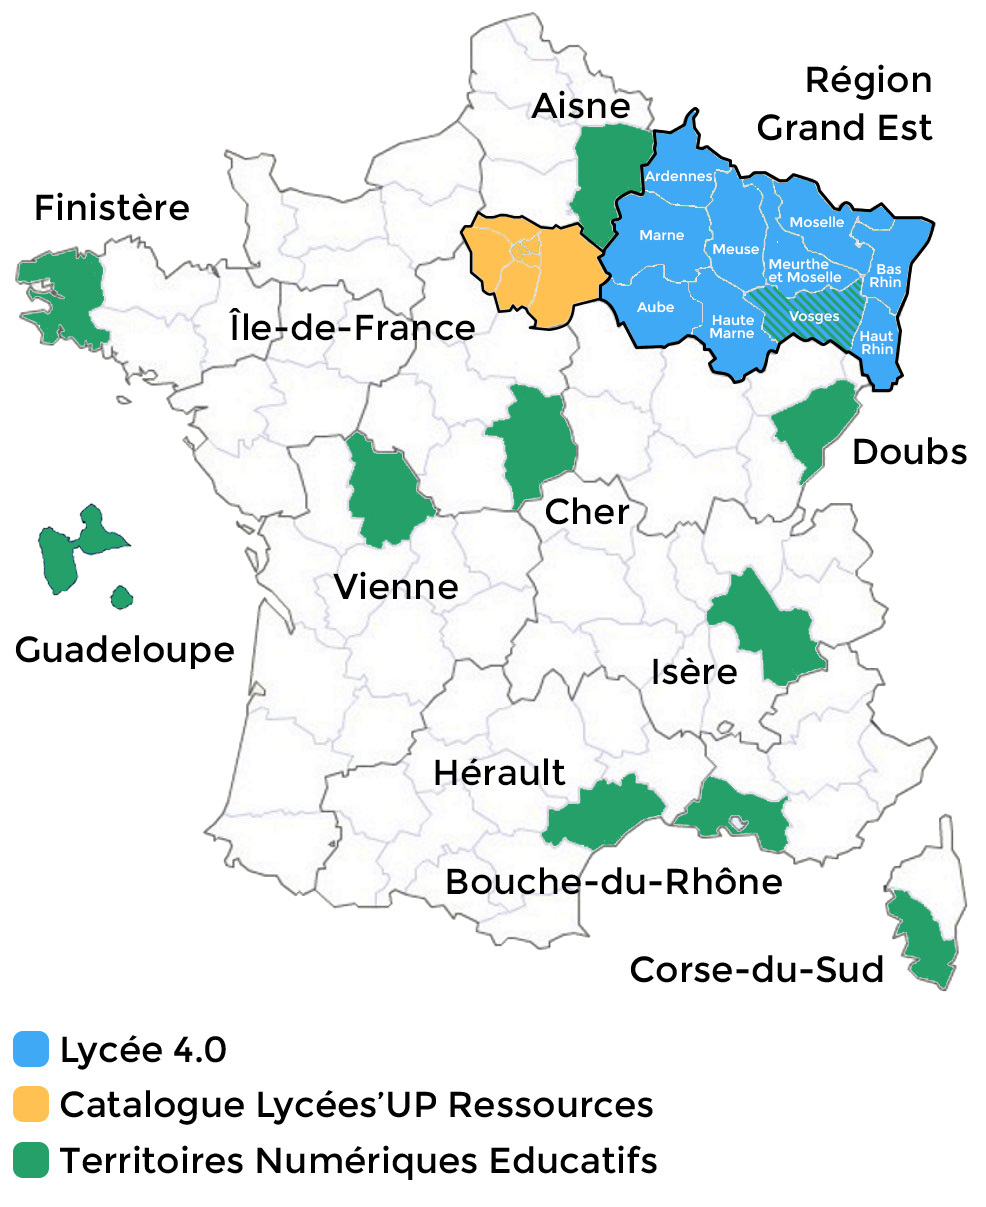 Région
Grand Est
Aisne
Ardennes
Finistère
Moselle
Marne
Meuse
Meurthe
et Moselle
Bas
Rhin
Île-de-France
Aube
Haute
Marne
Vosges
Haut
Rhin
Doubs
Cher
Vienne
Guadeloupe
Isère
Hérault
Bouche-du-Rhône
Corse-du-Sud
Lycée 4.0
Catalogue Lycées’UP Ressources
Territoires Numériques Educatifs